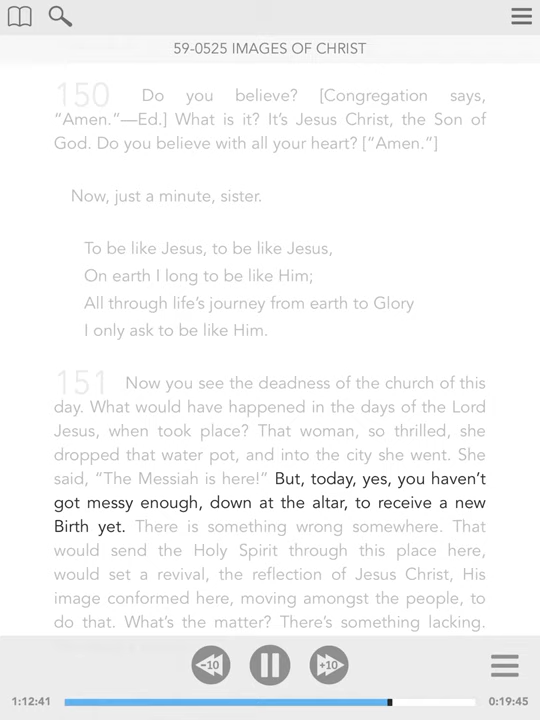 59-0525 IMAGES OF CHRIST
150 Do you believe? [Congregation says,
“Amen.”—Ed.] What is it? It’s Jesus Christ, the Son of
God. Do you believe with all your heart? [“Amen.”]
Now, just a minute, sister.
To be like Jesus, to be like Jesus,
On earth I long to be like Him;
All through life’s journey from earth to Glory
I only ask to be like Him.
151 Now you see the deadness of the church of this
day. What would have happened in the days of the Lord
Jesus, when took place? That woman, so thrilled, she
dropped that water pot, and into the city she went. She
said, “The Messiah is here!” But, today, yes, you haven’t
got messy enough, down at the altar, to receive a new
Birth yet. There is something wrong somewhere. That
would send the Holy Spirit through this place here,
would set a revival, the reflection of Jesus Christ, His
image conformed here, moving amongst the people, to
do that. What’s the matter? There’s something lacking.
-10 +10
1:12:41 0:19:45